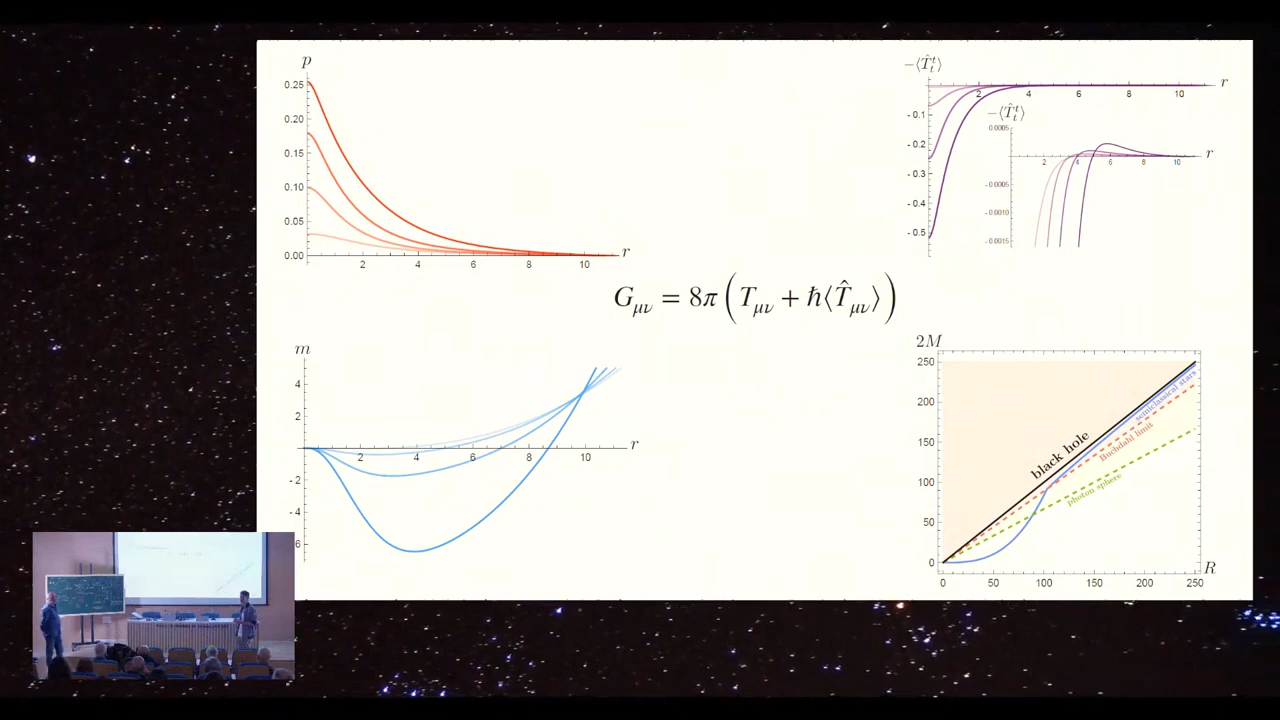 p
0.25
0.20
0.15
0.10
0.05
0.00
2 4 6 8 10
r
−⟨T̂ᵗₜ⟩
2 4 6 8 10
r
- 0.1
- 0.2
- 0.3
- 0.4
- 0.5
−⟨T̂ᵗₜ⟩
0.0005
2 4 6 8 10
r
- 0.0005
- 0.0010
- 0.0015
G_μν = 8π(T_μν + ħ⟨T̂_μν⟩)
m
4
2
2 4 6 8 10
r
- 2
- 4
6
2M
250
200
150
100
50
0
black hole
semiclassical stars
Buchdahl limit
photon sphere
0 50 100 150 200 250
R